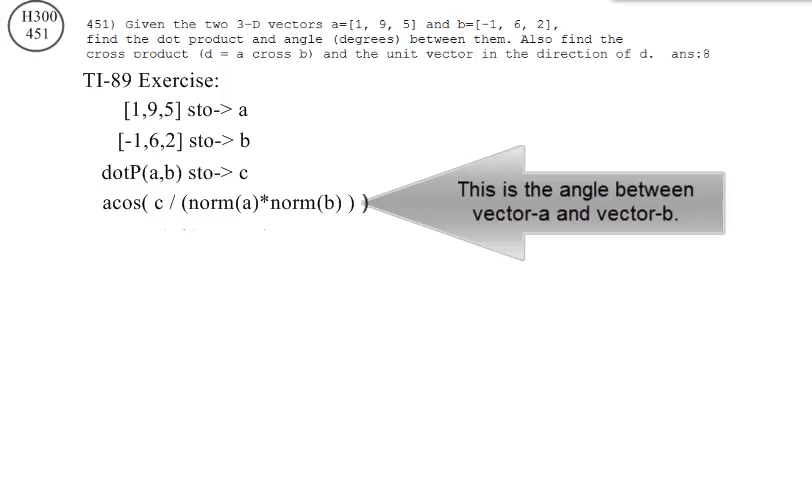 H300
451
451) Given the two 3-D vectors a=[1, 9, 5] and b=[-1, 6, 2],
find the dot product and angle (degrees) between them. Also find the
cross product (d = a cross b) and the unit vector in the direction of d. ans:8
TI-89 Exercise:
[1,9,5] sto-> a
[-1,6,2] sto-> b
dotP(a,b) sto-> c
acos( c / (norm(a)*norm(b) ) )
This is the angle between
vector-a and vector-b.